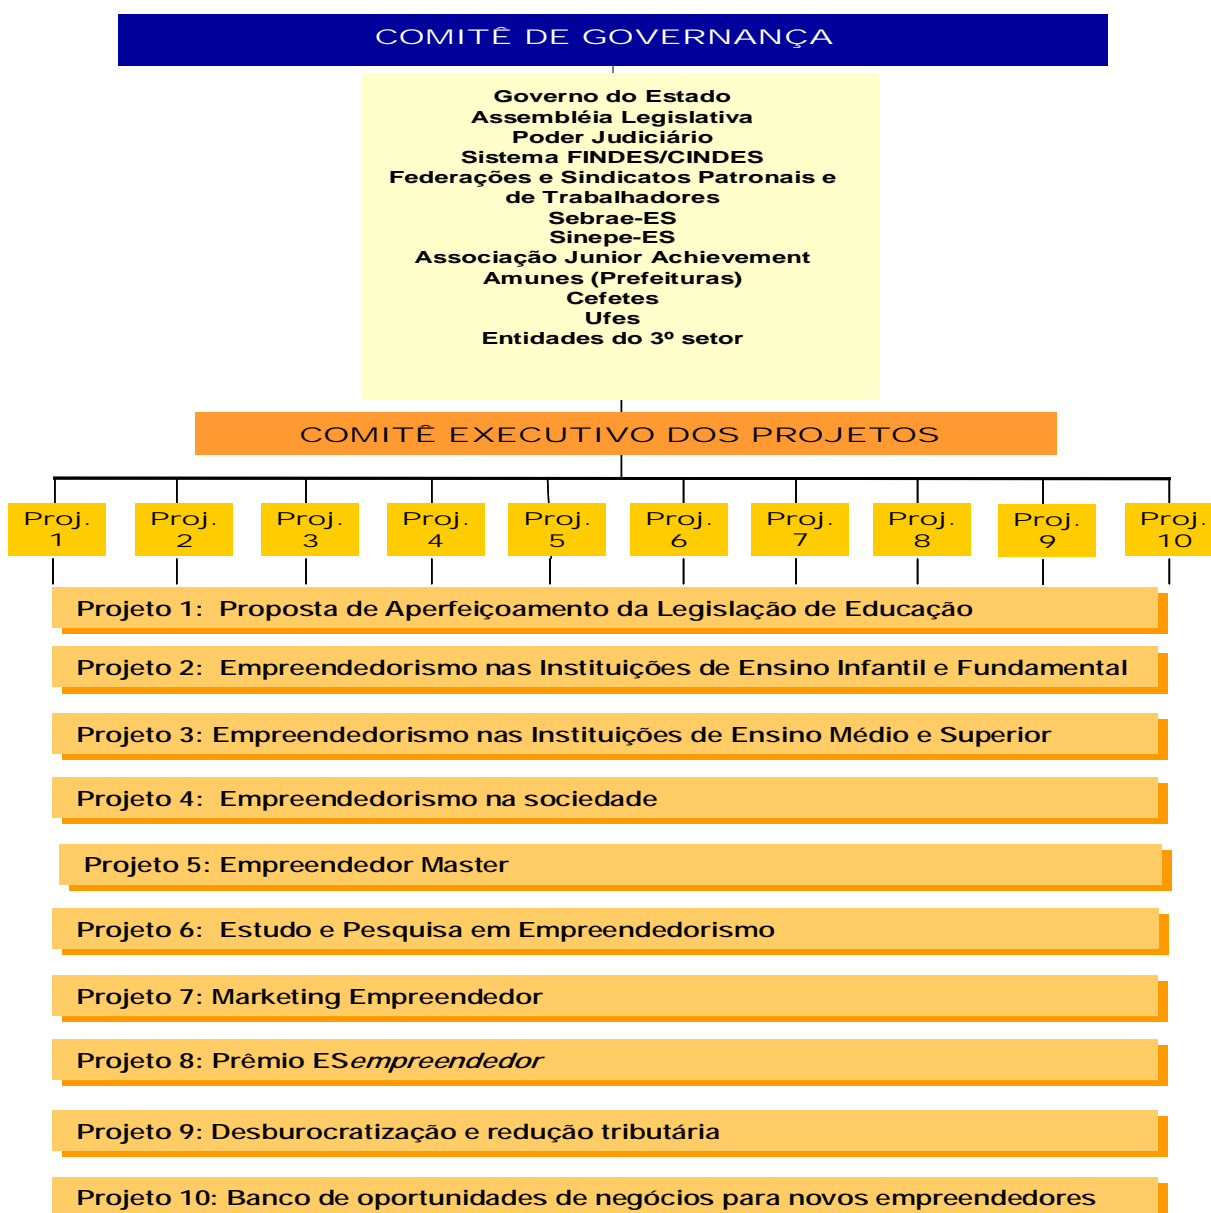 COMITÊ DE GOVERNANÇA
Governo do Estado
Assembléia Legislativa
Poder Judiciário
Sistema FINDES/CINDES
Federações e Sindicatos Patronais e
de Trabalhadores
Sebrae-ES
Sinepe-ES
Associação Junior Achievement
Amunes (Prefeituras)
Cefetes
Ufes
Entidades do 3º setor
COMITÊ EXECUTIVO DOS PROJETOS
Proj. 1
Proj. 2
Proj. 3
Proj. 4
Proj. 5
Proj. 6
Proj. 7
Proj. 8
Proj. 9
Proj. 10
Projeto 1: Proposta de Aperfeiçoamento da Legislação de Educação
Projeto 2: Empreendedorismo nas Instituições de Ensino Infantil e Fundamental
Projeto 3: Empreendedorismo nas Instituições de Ensino Médio e Superior
Projeto 4: Empreendedorismo na sociedade
Projeto 5: Empreendedor Master
Projeto 6: Estudo e Pesquisa em Empreendedorismo
Projeto 7: Marketing Empreendedor
Projeto 8: Prêmio ESempreendedor
Projeto 9: Desburocratização e redução tributária
Projeto 10: Banco de oportunidades de negócios para novos empreendedores